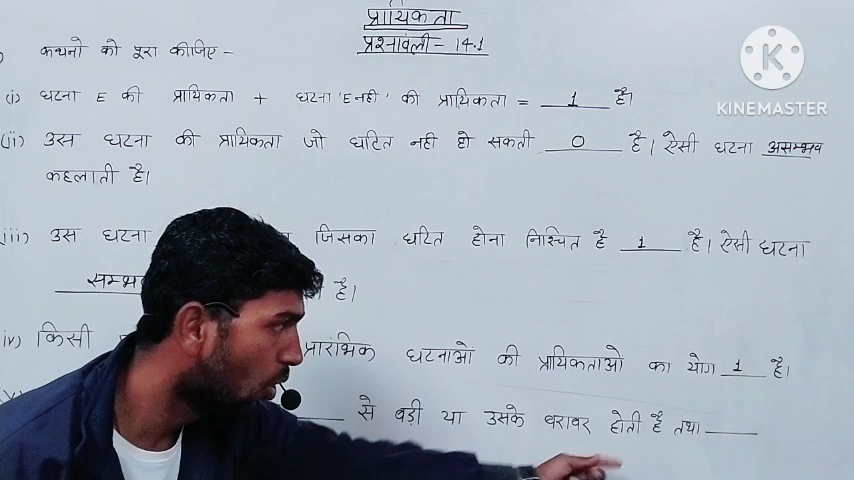 प्रायिकता
प्रश्नावली - 14.1
कथनो को पूरा कीजिए -
(i) घटना E की प्रायिकता + घटना 'E नही' की प्रायिकता = 1 है।
(ii) उस घटना की प्रायिकता जो घटित नही हो सकती 0 है। ऐसी घटना असम्भव
कहलाती है।
(iii) उस घटना जिसका घटित होना निश्चित है 1 है। ऐसी घटना
है।
iv) किसी प्रारंभिक घटनाओं की प्रायिकताओ का योग 1 है।
से बड़ी या उसके बराबर होती है तथा
K
KINEMASTER